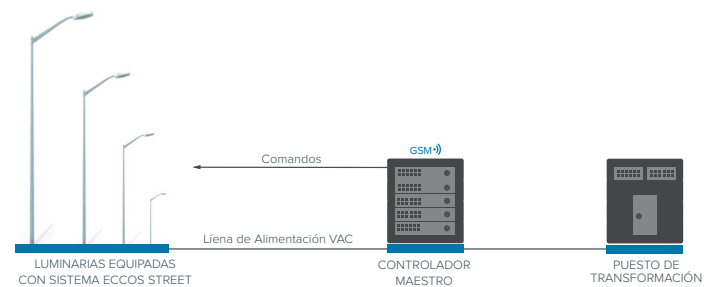 GSM
Comandos
Líena de Alimentación VAC
LUMINARIAS EQUIPADAS
CON SISTEMA ECCOS STREET
CONTROLADOR
MAESTRO
PUESTO DE
TRANSFORMACIÓN